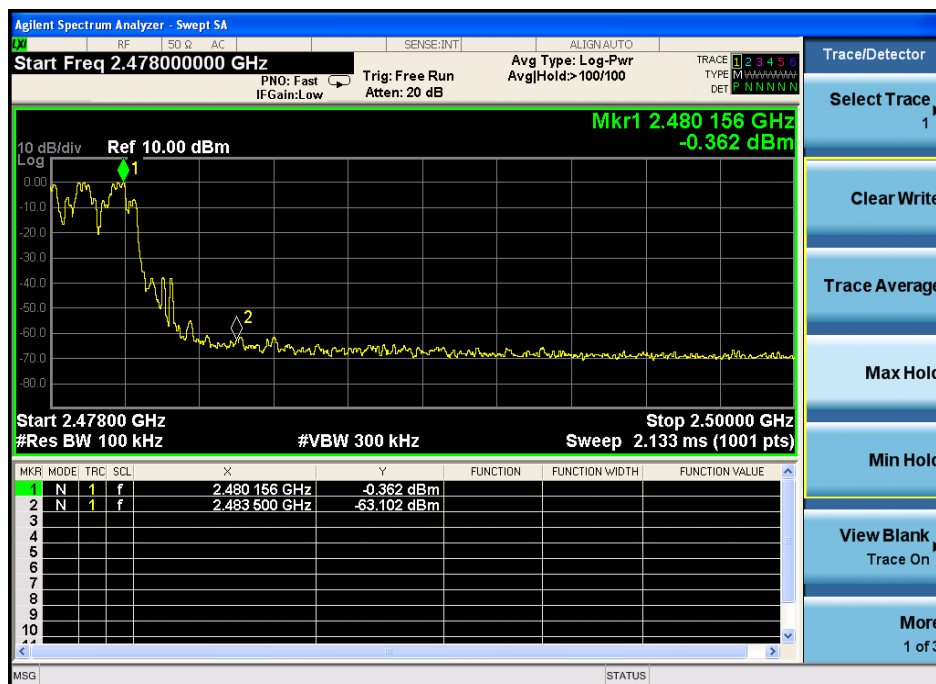 Agilent Spectrum Analyzer - Swept SA
LXI RF 50 Ω AC SENSE:INT ALIGN AUTO
Start Freq 2.478000000 GHz
PNO: Fast
IFGain:Low
Trig: Free Run
Atten: 20 dB
Avg Type: Log-Pwr
Avg|Hold:>100/100
TRACE 1 2 3 4 5 6
TYPE M
DET P N N N N N
Mkr1 2.480 156 GHz
-0.362 dBm
10 dB/div Ref 10.00 dBm
Log
1
0.00
-10.0
-20.0
-30.0
-40.0
-50.0
2
-60.0
-70.0
-80.0
Start 2.47800 GHz Stop 2.50000 GHz
#Res BW 100 kHz #VBW 300 kHz Sweep 2.133 ms (1001 pts)
MKR MODE TRC SCL X Y FUNCTION FUNCTION WIDTH FUNCTION VALUE
1 N 1 f 2.480 156 GHz -0.362 dBm
2 N 1 f 2.483 500 GHz -63.102 dBm
3
4
5
6
7
8
9
10
MSG STATUS
Trace/Detector
Select Trace
1
Clear Write
Trace Average
Max Hold
Min Hold
View Blank
Trace On
More
1 of 3